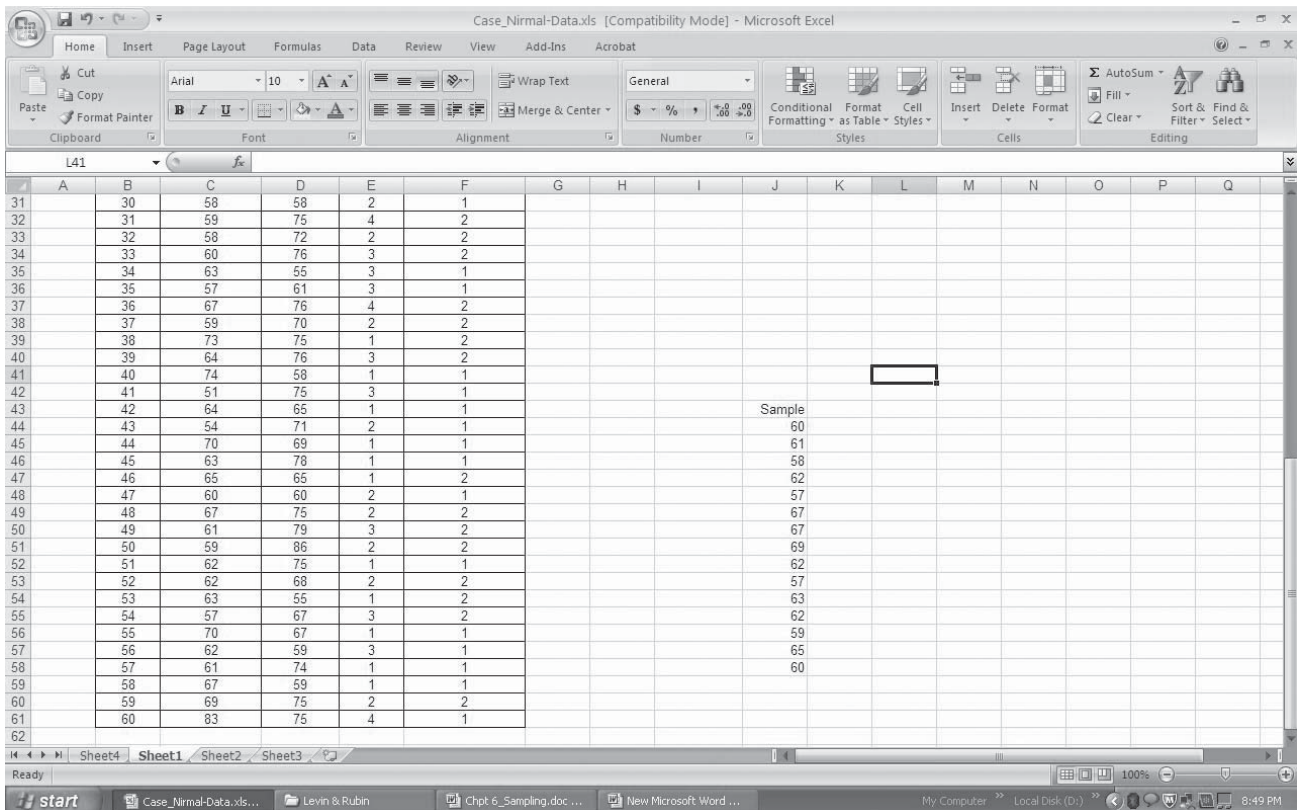 Case_Nirmal-Data.xls [Compatibility Mode] - Microsoft Excel
Home Insert Page Layout Formulas Data Review View Add-Ins Acrobat
Paste
Cut
Copy
Format Painter
Clipboard
Arial 10
B I U
Font
Wrap Text
Merge & Center
Alignment
General
$ % ,
Number
Conditional Formatting
Format as Table
Cell Styles
Styles
Insert Delete Format
Cells
Σ AutoSum
Fill
Clear
Sort & Filter
Find & Select
Editing
L41 fx
A B C D E F G H I J K L M N O P Q
31 30 58 58 2 1
32 31 59 75 4 2
33 32 58 72 2 2
34 33 60 76 3 2
35 34 63 55 3 1
36 35 57 61 3 1
37 36 67 76 4 2
38 37 59 70 2 2
39 38 73 75 1 2
40 39 64 76 3 2
41 40 74 58 1 1
42 41 51 75 3 1
43 42 64 65 1 1 Sample
44 43 54 71 2 1 60
45 44 70 69 1 1 61
46 45 63 78 1 1 58
47 46 65 65 1 2 62
48 47 60 60 2 1 57
49 48 67 75 2 2 67
50 49 61 79 3 2 67
51 50 59 86 2 2 69
52 51 62 75 1 1 62
53 52 62 68 2 2 57
54 53 63 55 1 2 63
55 54 57 67 3 2 62
56 55 70 67 1 1 59
57 56 62 59 3 1 65
58 57 61 74 1 1 60
59 58 67 59 1 1
60 59 69 75 2 2
61 60 83 75 4 1
62
Sheet4 Sheet1 Sheet2 Sheet3
Ready 100%
start Case_Nirmal-Data.xls... Levin & Rubin Chpt 6_Sampling.doc ... New Microsoft Word ... My Computer » Local Disk (D:) » 8:49 PM